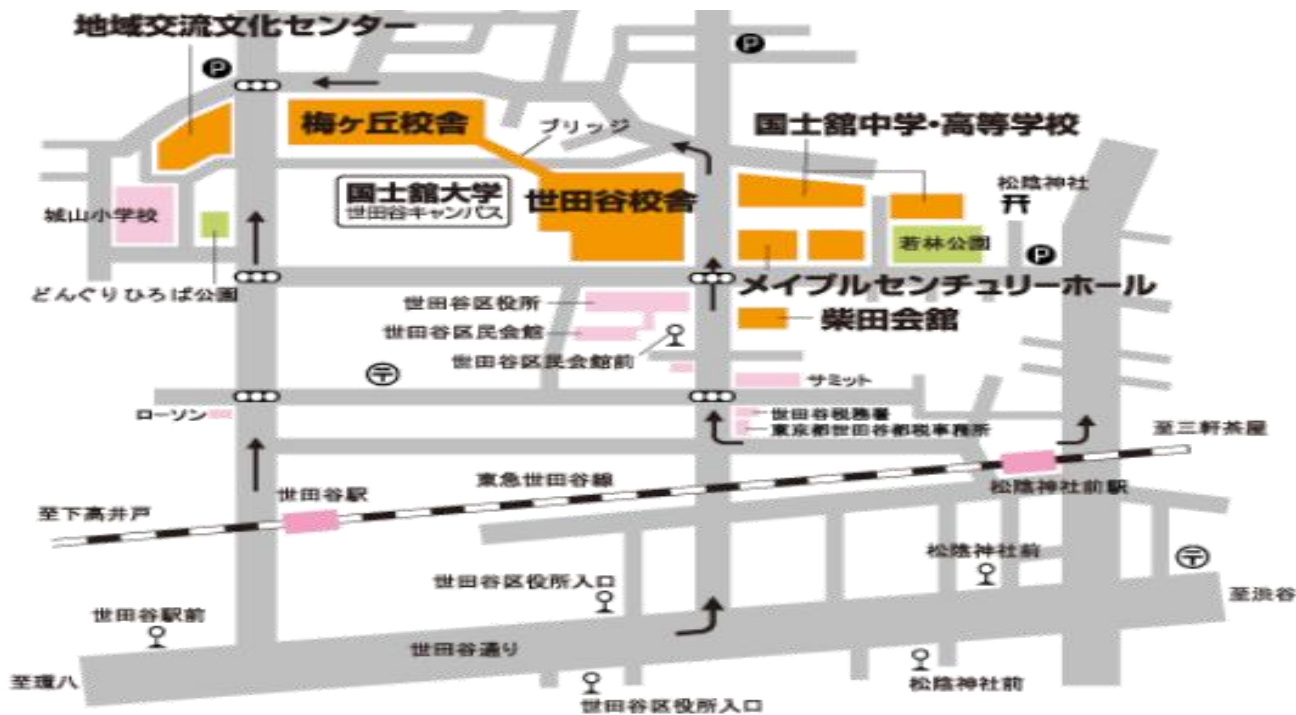 地域交流文化センター
P
P
梅ヶ丘校舎
ブリッジ
国士舘中学・高等学校
国士舘大学
世田谷キャンパス
世田谷校舎
松陰神社
城山小学校
若林公園
P
どんぐりひろば公園
メイプルセンチュリーホール
世田谷区役所
柴田会館
世田谷区民会館
世田谷区民会館前
サミット
ローソン
世田谷税務署
東京都世田谷都税事務所
至三軒茶屋
東急世田谷線
世田谷駅
松陰神社前駅
至下高井戸
松陰神社前
世田谷区役所入口
至渋谷
世田谷駅前
世田谷通り
至環八
松陰神社前
世田谷区役所入口